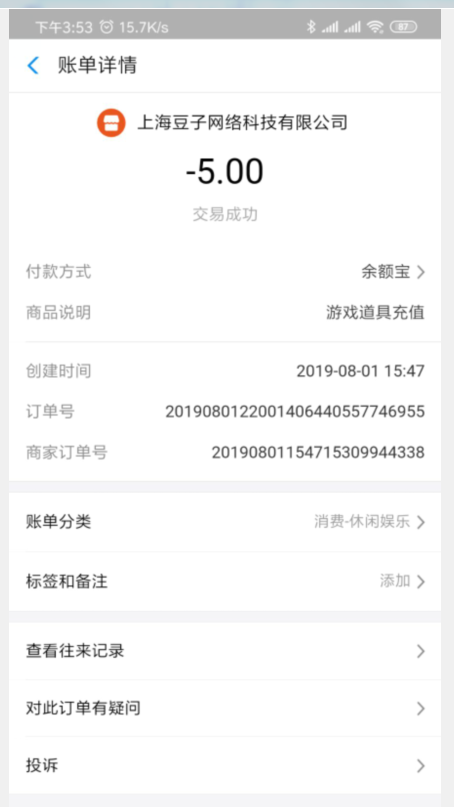 下午3:53 15.7K/s 87
账单详情
上海豆子网络科技有限公司
-5.00
交易成功
付款方式 余额宝
商品说明 游戏道具充值
创建时间 2019-08-01 15:47
订单号 2019080122001406440557746955
商家订单号 20190801154715309944338
账单分类 消费-休闲娱乐
标签和备注 添加
查看往来记录
对此订单有疑问
投诉